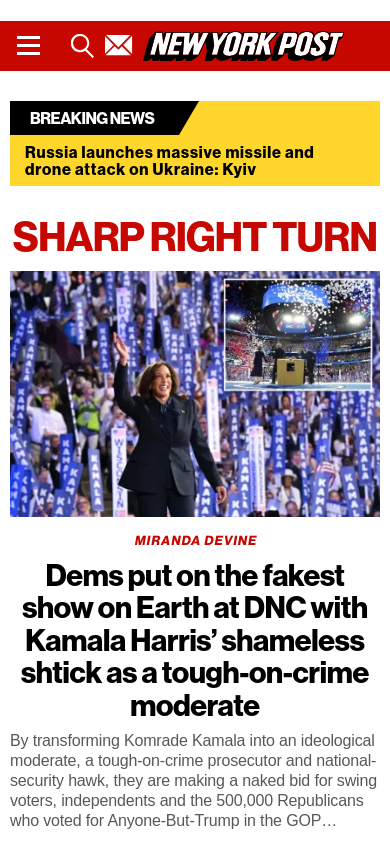 NEW YORK POST
BREAKING NEWS
Russia launches massive missile and
drone attack on Ukraine: Kyiv
SHARP RIGHT TURN
KAMALA
KAMALA
KAMALA
WISCONSIN
MIRANDA DEVINE
Dems put on the fakest
show on Earth at DNC with
Kamala Harris’ shameless
shtick as a tough-on-crime
moderate
By transforming Komrade Kamala into an ideological
moderate, a tough-on-crime prosecutor and national-
security hawk, they are making a naked bid for swing
voters, independents and the 500,000 Republicans
who voted for Anyone-But-Trump in the GOP…